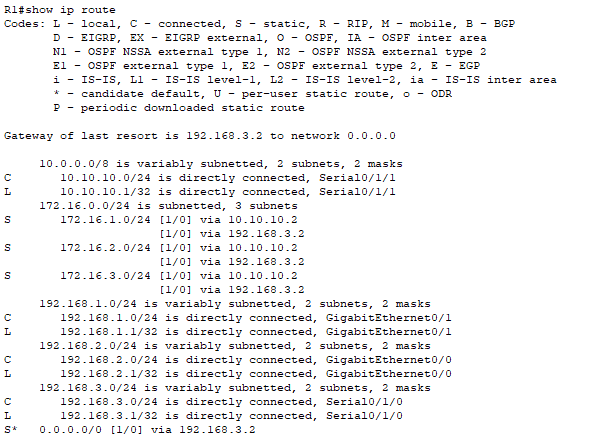 R1#show ip route
Codes: L - local, C - connected, S - static, R - RIP, M - mobile, B - BGP
       D - EIGRP, EX - EIGRP external, O - OSPF, IA - OSPF inter area
       N1 - OSPF NSSA external type 1, N2 - OSPF NSSA external type 2
       E1 - OSPF external type 1, E2 - OSPF external type 2, E - EGP
       i - IS-IS, L1 - IS-IS level-1, L2 - IS-IS level-2, ia - IS-IS inter area
       * - candidate default, U - per-user static route, o - ODR
       P - periodic downloaded static route

Gateway of last resort is 192.168.3.2 to network 0.0.0.0

     10.0.0.0/8 is variably subnetted, 2 subnets, 2 masks
C       10.10.10.0/24 is directly connected, Serial0/1/1
L       10.10.10.1/32 is directly connected, Serial0/1/1
     172.16.0.0/24 is subnetted, 3 subnets
S       172.16.1.0/24 [1/0] via 10.10.10.2
                      [1/0] via 192.168.3.2
S       172.16.2.0/24 [1/0] via 10.10.10.2
                      [1/0] via 192.168.3.2
S       172.16.3.0/24 [1/0] via 10.10.10.2
                      [1/0] via 192.168.3.2
     192.168.1.0/24 is variably subnetted, 2 subnets, 2 masks
C       192.168.1.0/24 is directly connected, GigabitEthernet0/1
L       192.168.1.1/32 is directly connected, GigabitEthernet0/1
     192.168.2.0/24 is variably subnetted, 2 subnets, 2 masks
C       192.168.2.0/24 is directly connected, GigabitEthernet0/0
L       192.168.2.1/32 is directly connected, GigabitEthernet0/0
     192.168.3.0/24 is variably subnetted, 2 subnets, 2 masks
C       192.168.3.0/24 is directly connected, Serial0/1/0
L       192.168.3.1/32 is directly connected, Serial0/1/0
S*   0.0.0.0/0 [1/0] via 192.168.3.2